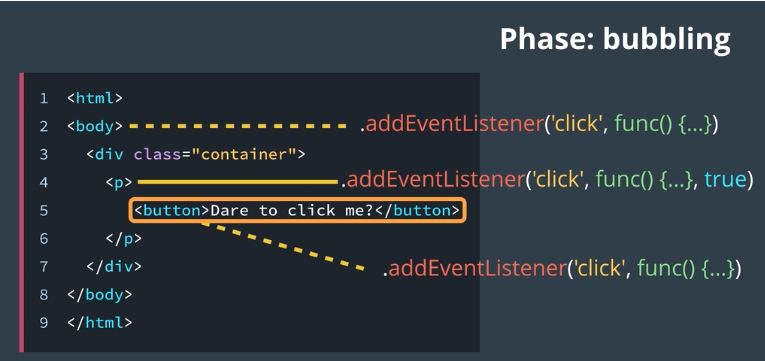 Phase: bubbling
1 <html>
2 <body> .addEventListener('click', func() {...})
3 <div class="container">
4 <p> .addEventListener('click', func() {...}, true)
5 <button>Dare to click me?</button>
6 </p>
.addEventListener('click', func() {...})
7 </div>
8 </body>
9 </html>